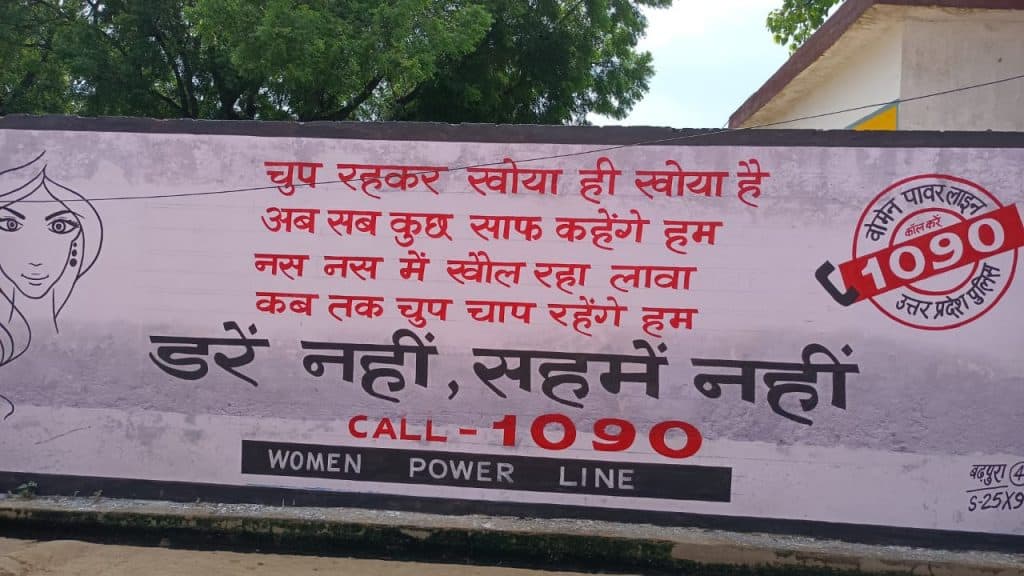 चुप रहकर खोया ही खोया है
अब सब कुछ साफ कहेंगे हम
नस नस में खौल रहा लावा
कब तक चुप चाप रहेंगे हम
डरें नहीं, सहमें नहीं
CALL - 1090
WOMEN POWER LINE
वोमेन पावर लाइन
कॉल करें
1090
उत्तर प्रदेश पुलिस
बढ़पुरा